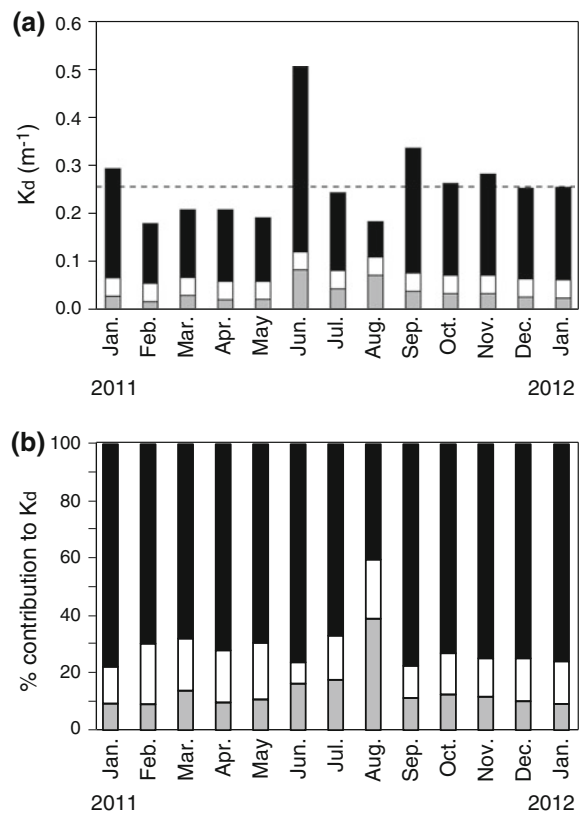 (a)
0.6
0.5
0.4
0.3
0.2
0.1
0.0
Kd (m-1)
Jan. Feb. Mar. Apr. May Jun. Jul. Aug. Sep. Oct. Nov. Dec. Jan.
2011 2012
(b)
100
80
60
40
20
0
% contribution to Kd
Jan. Feb. Mar. Apr. May Jun. Jul. Aug. Sep. Oct. Nov. Dec. Jan.
2011 2012